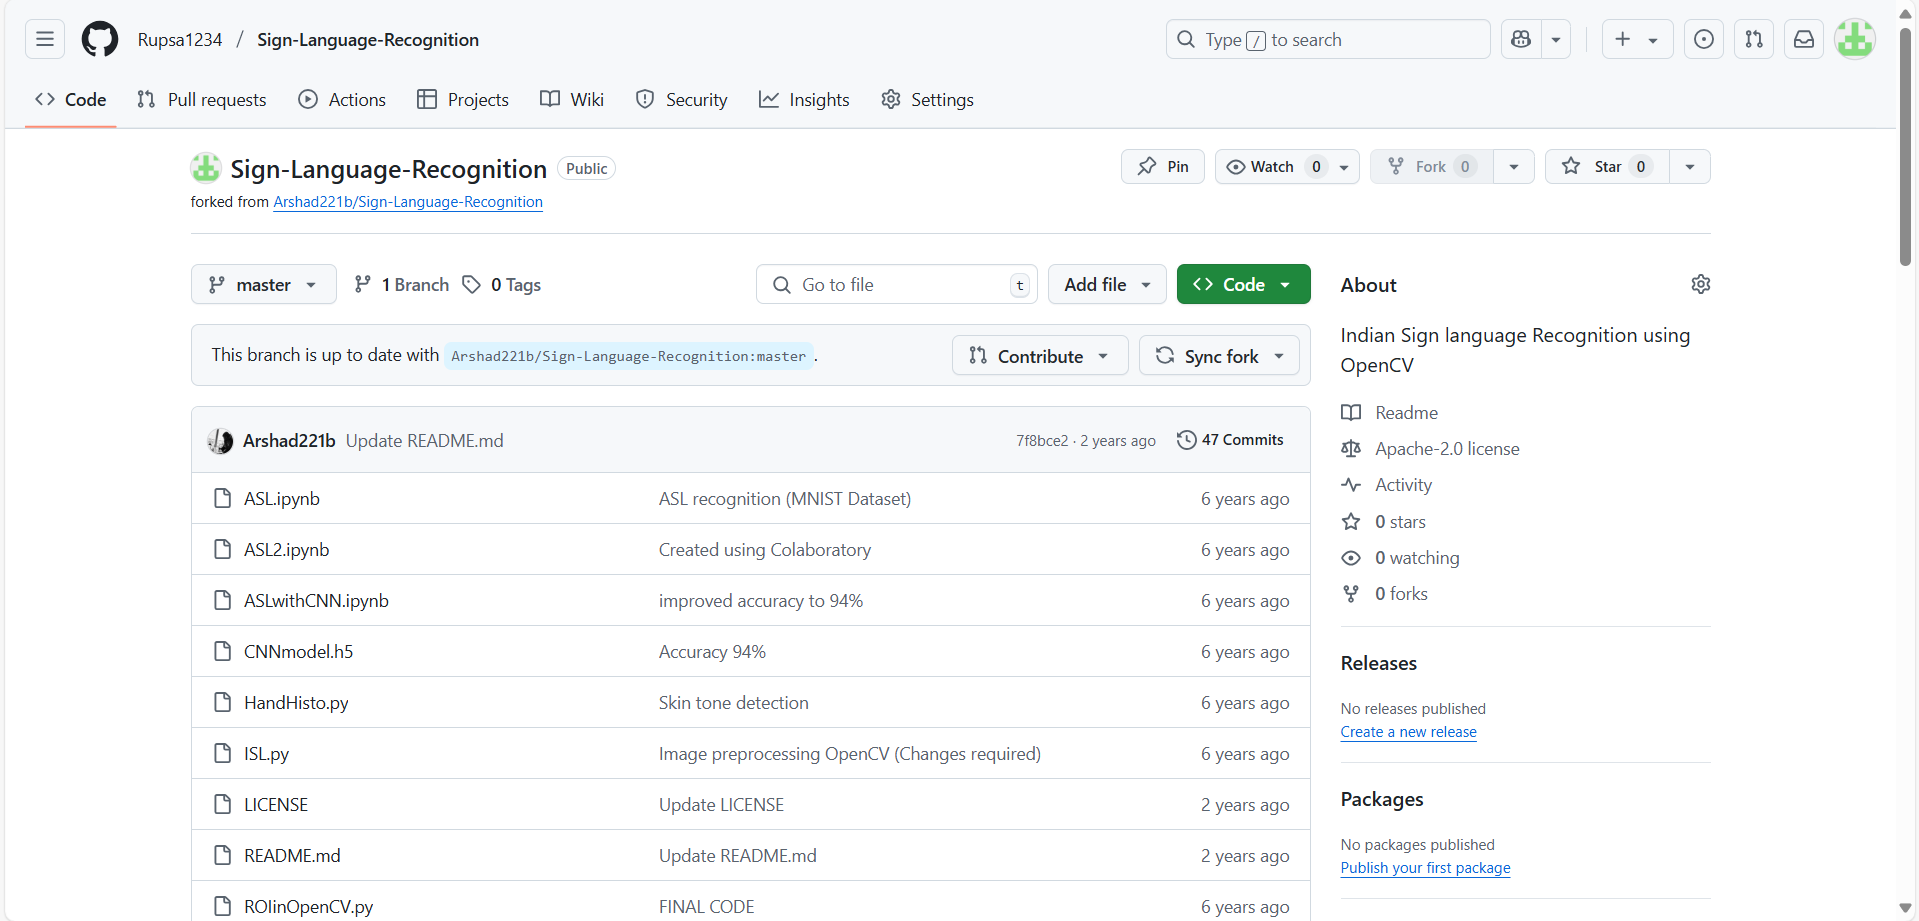 Rupsa1234 / Sign-Language-Recognition
Type / to search
Code Pull requests Actions Projects Wiki Security Insights Settings
Sign-Language-Recognition Public
Pin Watch 0 Fork 0 Star 0
forked from Arshad221b/Sign-Language-Recognition
master 1 Branch 0 Tags Go to file t Add file Code
This branch is up to date with Arshad221b/Sign-Language-Recognition:master .
Contribute Sync fork
Arshad221b Update README.md 7f8bce2 · 2 years ago 47 Commits
ASL.ipynb ASL recognition (MNIST Dataset) 6 years ago
ASL2.ipynb Created using Colaboratory 6 years ago
ASLwithCNN.ipynb improved accuracy to 94% 6 years ago
CNNmodel.h5 Accuracy 94% 6 years ago
HandHisto.py Skin tone detection 6 years ago
ISL.py Image preprocessing OpenCV (Changes required) 6 years ago
LICENSE Update LICENSE 2 years ago
README.md Update README.md 2 years ago
ROIinOpenCV.py FINAL CODE 6 years ago
About
Indian Sign language Recognition using
OpenCV
Readme
Apache-2.0 license
Activity
0 stars
0 watching
0 forks
Releases
No releases published
Create a new release
Packages
No packages published
Publish your first package